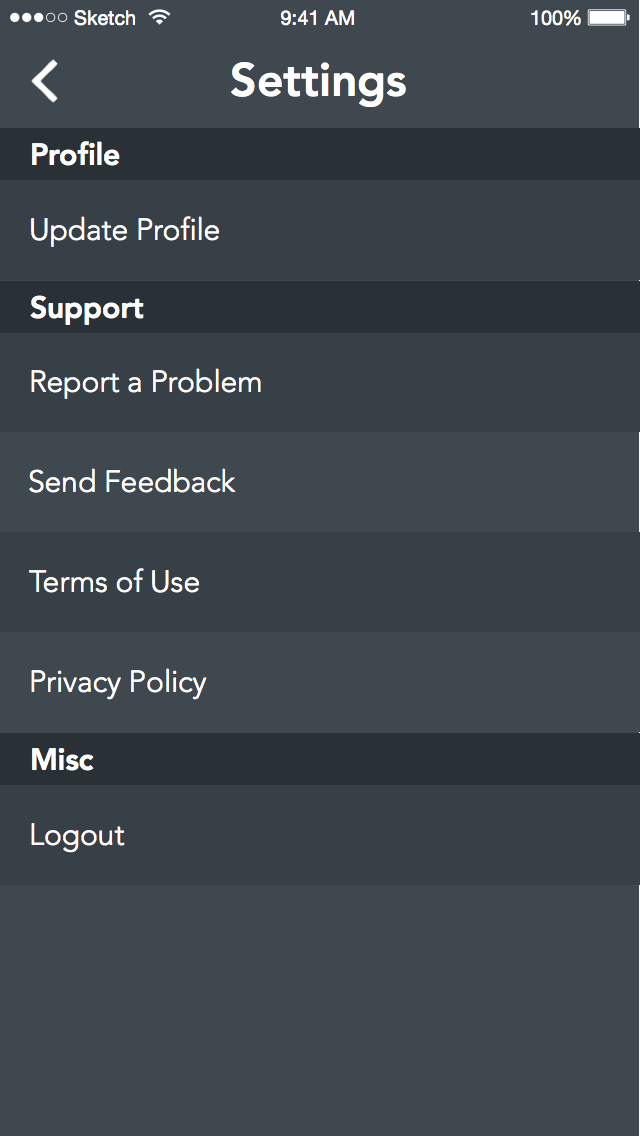 Sketch 9:41 AM 100%
Settings
Profile
Update Profile
Support
Report a Problem
Send Feedback
Terms of Use
Privacy Policy
Misc
Logout